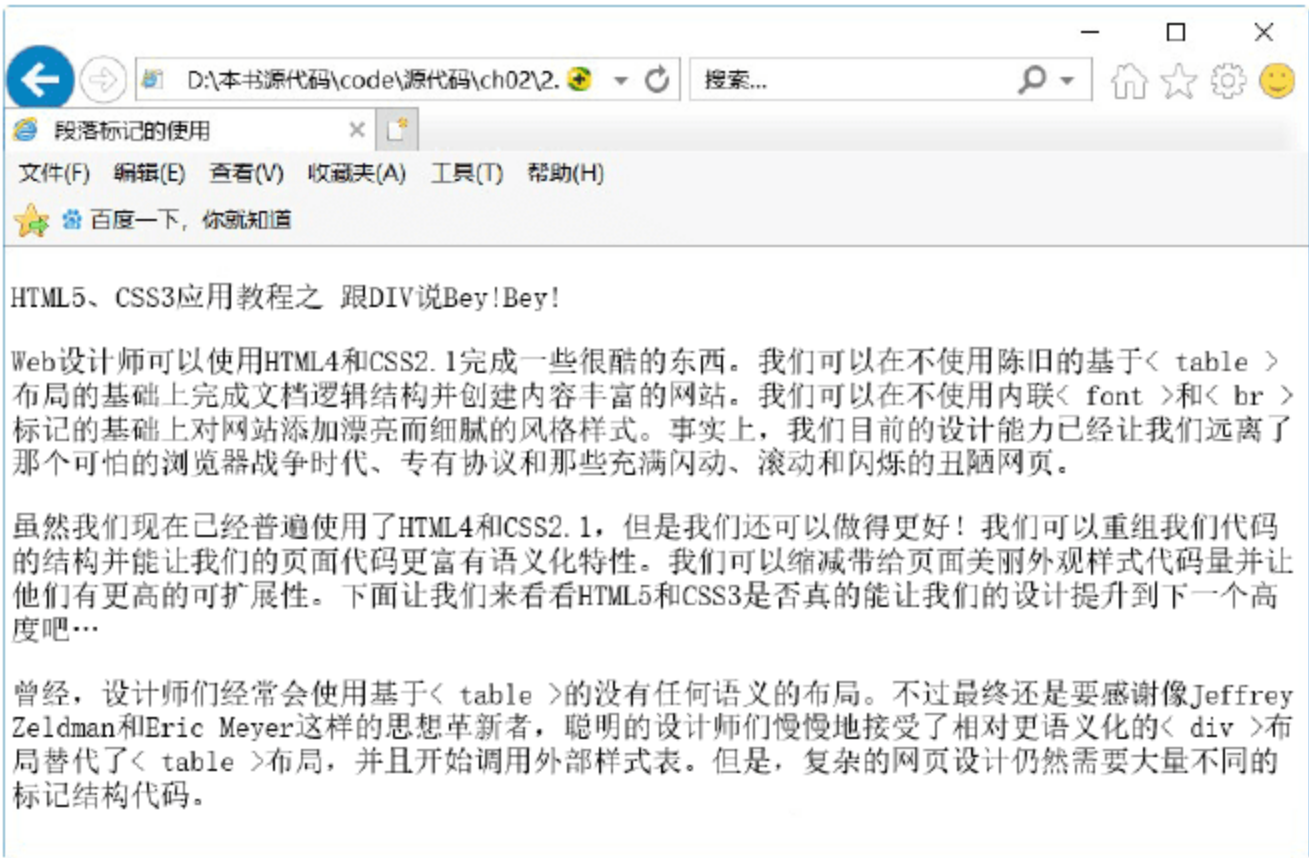 D:\本书源代码\code\源代码\ch02\2.
搜索...
段落标记的使用
文件(F) 编辑(E) 查看(V) 收藏夹(A) 工具(T) 帮助(H)
百度一下，你就知道
HTML5、CSS3应用教程之 跟DIV说Bey!Bey!
Web设计师可以使用HTML4和CSS2.1完成一些很酷的东西。我们可以在不使用陈旧的基于< table >
布局的基础上完成文档逻辑结构并创建内容丰富的网站。我们可以在不使用内联< font >和< br >
标记的基础上对网站添加漂亮而细腻的风格样式。事实上，我们目前的设计能力已经让我们远离了
那个可怕的浏览器战争时代、专有协议和那些充满闪动、滚动和闪烁的丑陋网页。
虽然我们现在已经普遍使用了HTML4和CSS2.1，但是我们还可以做得更好！我们可以重组我们代码
的结构并能让我们的页面代码更富有语义化特性。我们可以缩减带给页面美丽外观样式代码量并让
他们有更高的可扩展性。下面让我们来看看HTML5和CSS3是否真的能让我们的设计提升到下一个高
度吧…
曾经，设计师们经常会使用基于< table >的没有任何语义的布局。不过最终还是要感谢像Jeffrey
Zeldman和Eric Meyer这样的思想革新者，聪明的设计师们慢慢地接受了相对更语义化的< div >布
局替代了< table >布局，并且开始调用外部样式表。但是，复杂的网页设计仍然需要大量不同的
标记结构代码。